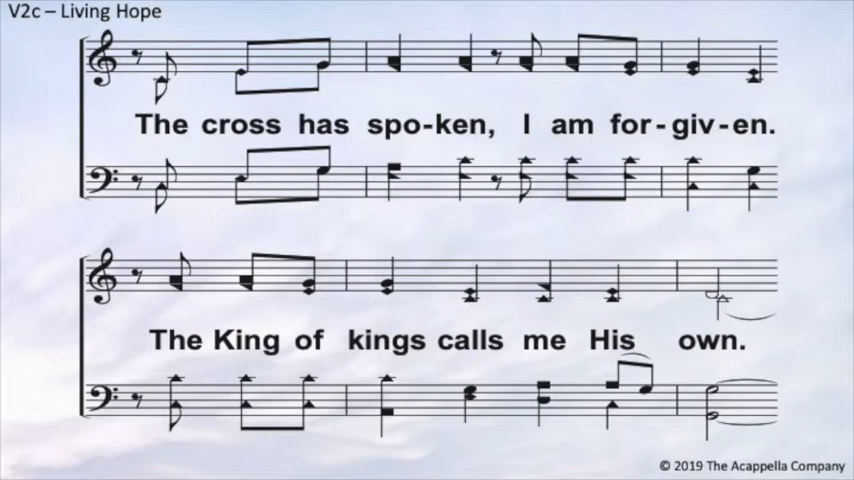 V2c – Living Hope
The cross has spo-ken, I am for-giv-en.
The King of kings calls me His own.
© 2019 The Acappella Company